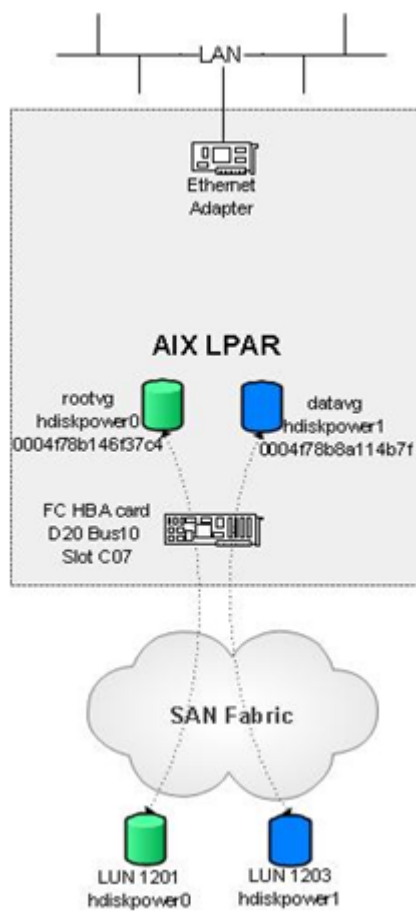 LAN
Ethernet
Adapter
AIX LPAR
rootvg
hdiskpower0
0004f78b146f37c4
datavg
hdiskpower1
0004f78b8a114b7f
FC HBA card
D20 Bus10
Slot C07
SAN Fabric
LUN 1201
hdiskpower0
LUN 1203
hdiskpower1